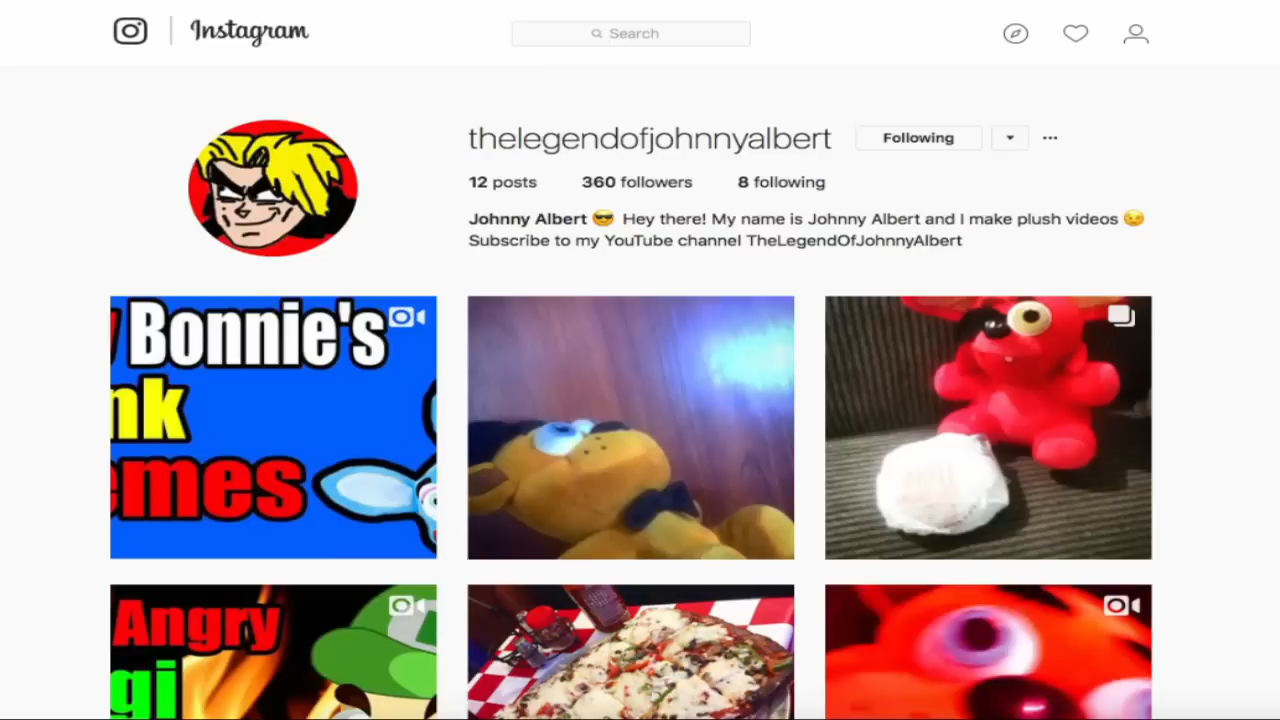 Instagram
Search
thelegendofjohnnyalbert
Following
12 posts
360 followers
8 following
Johnny Albert 😎 Hey there! My name is Johnny Albert and I make plush videos 😉
Subscribe to my YouTube channel TheLegendOfJohnnyAlbert
Bonnie's
nk
emes
Angry
gi